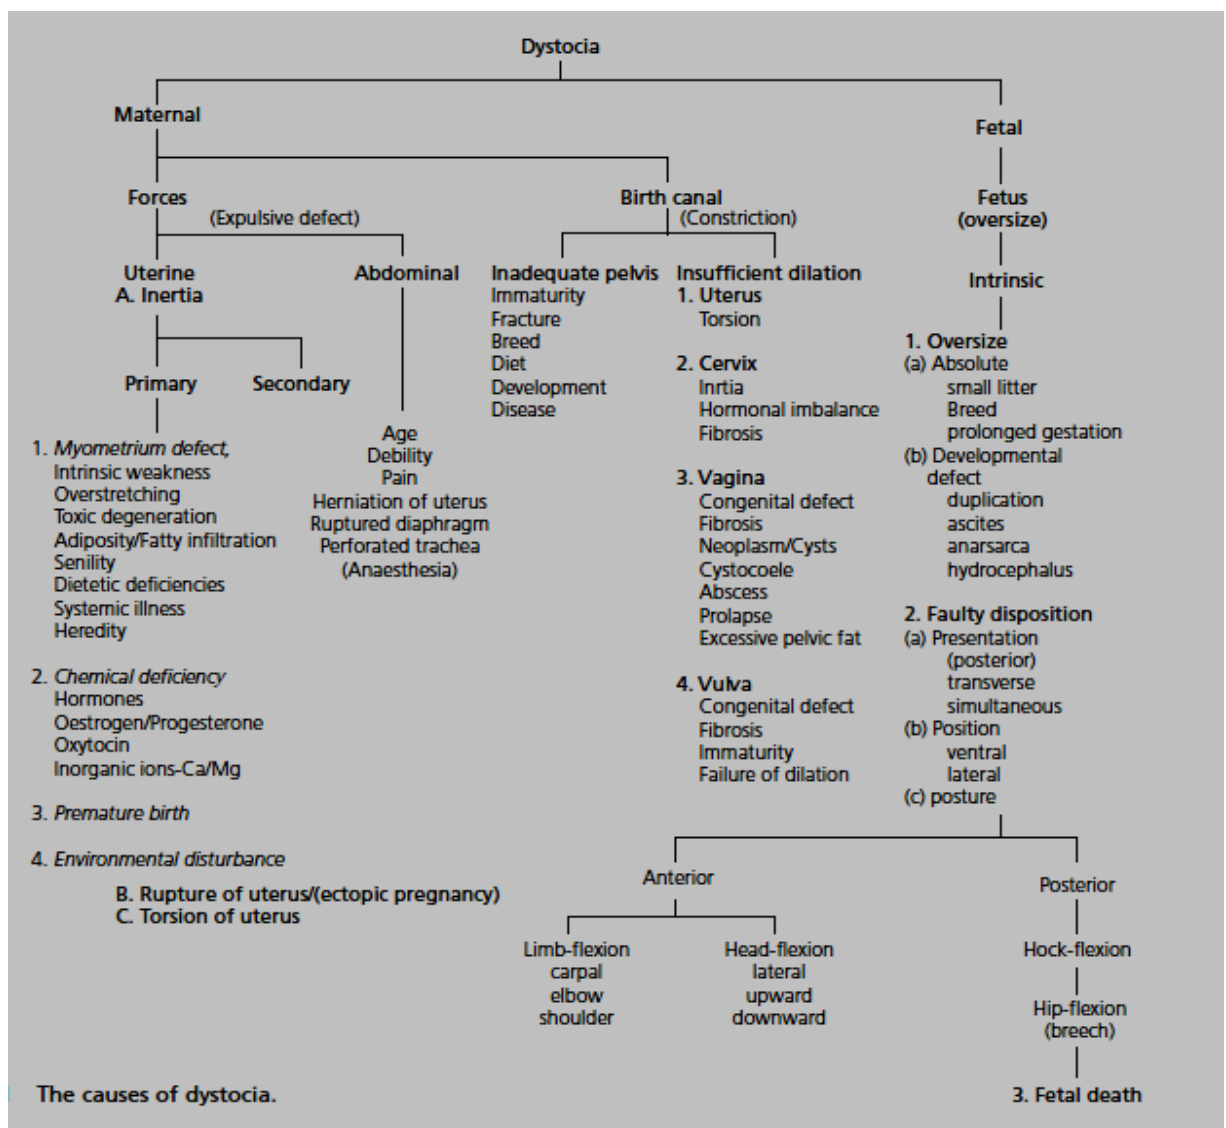 Dystocia
Maternal
Fetal
Forces
(Expulsive defect)
Birth canal
(Constriction)
Fetus
(oversize)
Uterine
A. Inertia
Abdominal
Inadequate pelvis
Immaturity
Fracture
Breed
Diet
Development
Disease
Insufficient dilation
1. Uterus
Torsion
2. Cervix
Inrtia
Hormonal imbalance
Fibrosis
3. Vagina
Congenital defect
Fibrosis
Neoplasm/Cysts
Cystocoele
Abscess
Prolapse
Excessive pelvic fat
4. Vulva
Congenital defect
Fibrosis
Immaturity
Failure of dilation
Intrinsic
1. Oversize
(a) Absolute
small litter
Breed
prolonged gestation
(b) Developmental
defect
duplication
ascites
anarsarca
hydrocephalus
2. Faulty disposition
(a) Presentation
(posterior)
transverse
simultaneous
(b) Position
ventral
lateral
(c) posture
Primary
Secondary
1. Myometrium defect,
Intrinsic weakness
Overstretching
Toxic degeneration
Adiposity/Fatty infiltration
Senility
Dietetic deficiencies
Systemic illness
Heredity
2. Chemical deficiency
Hormones
Oestrogen/Progesterone
Oxytocin
Inorganic ions-Ca/Mg
3. Premature birth
4. Environmental disturbance
B. Rupture of uterus/(ectopic pregnancy)
C. Torsion of uterus
Age
Debility
Pain
Herniation of uterus
Ruptured diaphragm
Perforated trachea
(Anaesthesia)
Anterior
Posterior
Limb-flexion
carpal
elbow
shoulder
Head-flexion
lateral
upward
downward
Hock-flexion
Hip-flexion
(breech)
3. Fetal death
The causes of dystocia.